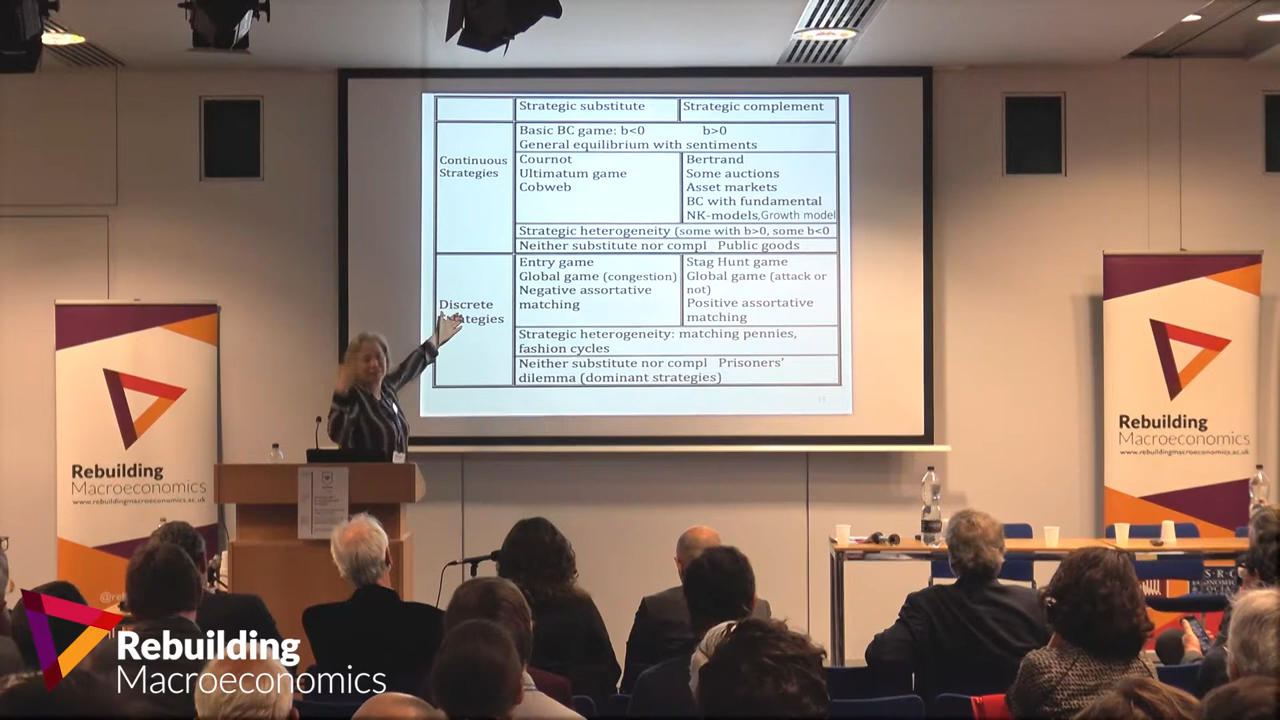 Strategic substitute
Strategic complement
Basic BC game: b<0 b>0
General equilibrium with sentiments
Continuous
Strategies
Cournot
Ultimatum game
Cobweb
Bertrand
Some auctions
Asset markets
BC with fundamental
NK-models,Growth model
Strategic heterogeneity (some with b>0, some b<0
Neither substitute nor compl Public goods
Discrete
Entry game
Global game (congestion)
Negative assortative
matching
Stag Hunt game
Global game (attack or
not)
Positive assortative
matching
Strategic heterogeneity: matching pennies,
fashion cycles
Neither substitute nor compl Prisoners'
dilemma (dominant strategies)
Rebuilding
Macroeconomics
www.rebuildingmacroeconomics.ac.uk
Rebuilding
Macroeconomics
www.rebuildingmacroeconomics.ac.uk
Rebuilding
Macroeconomics